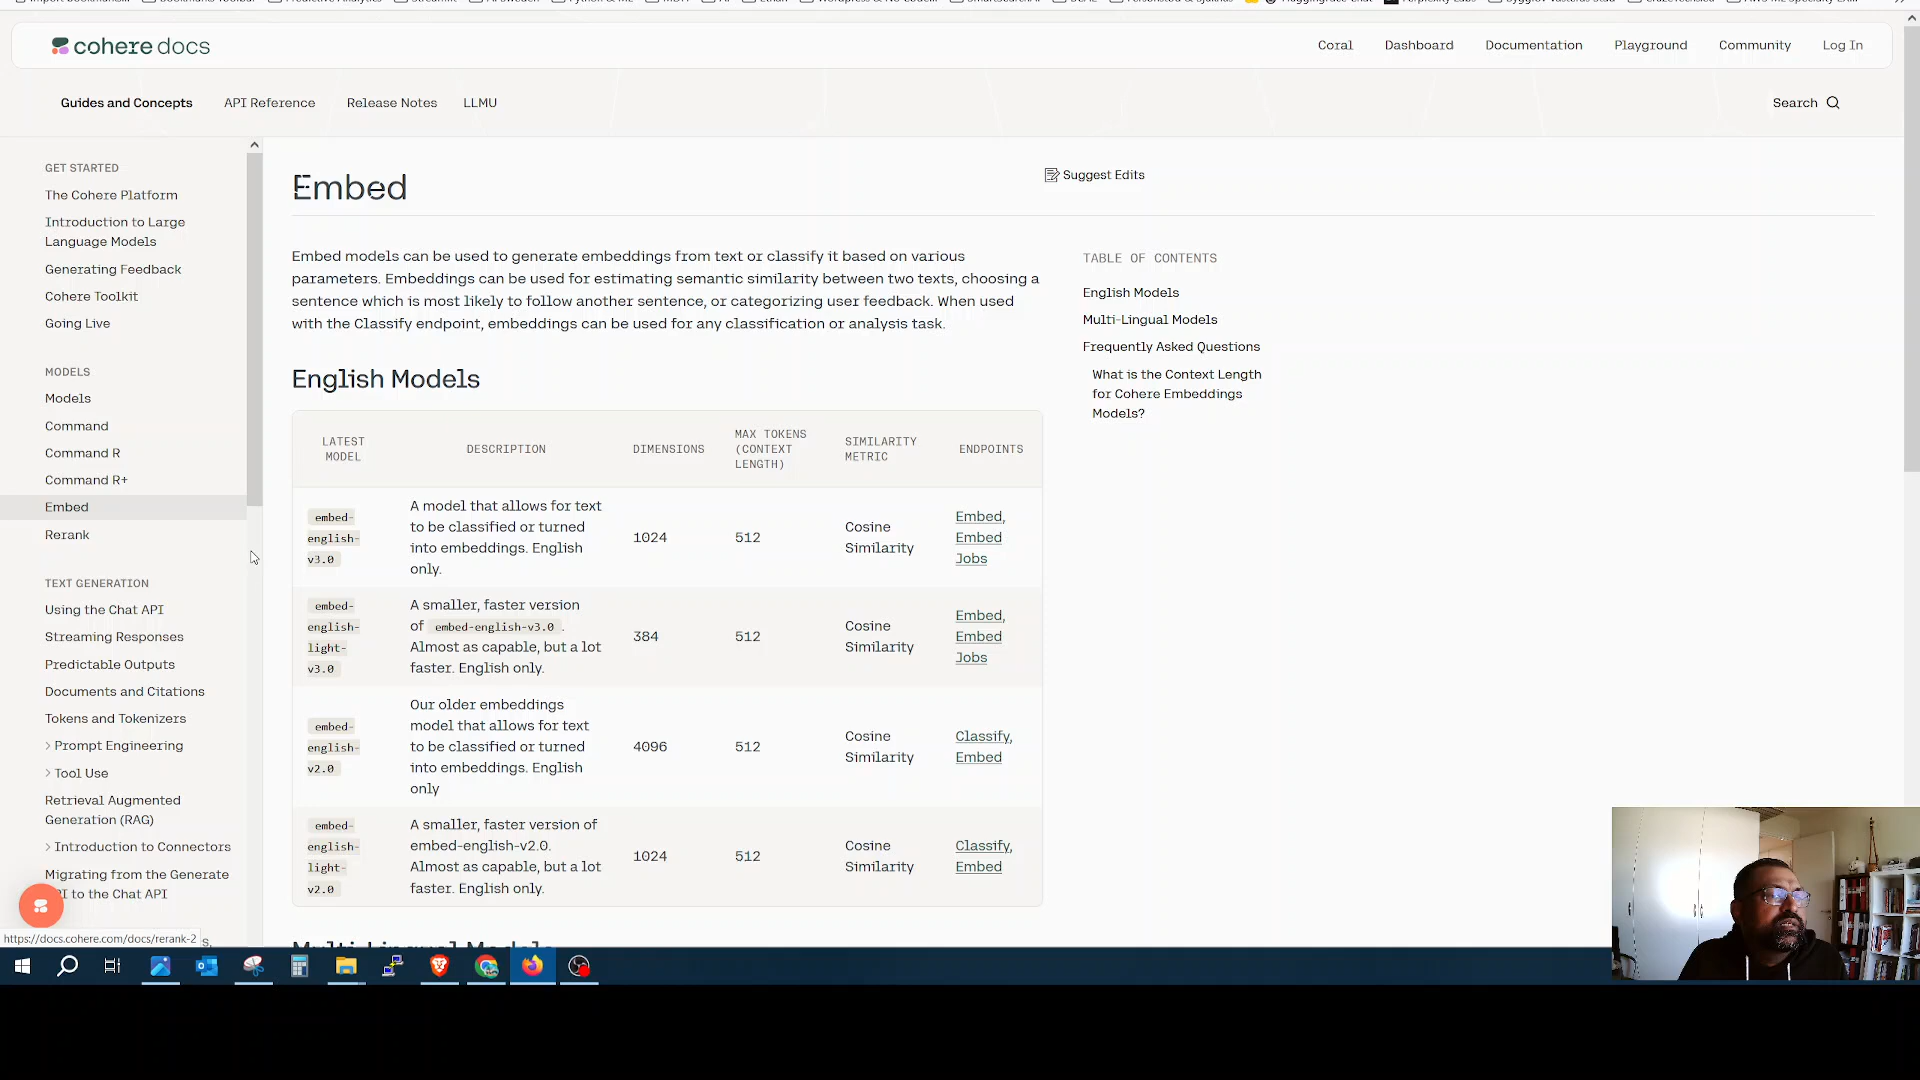 cohere docs
Coral
Dashboard
Documentation
Playground
Community
Log In
Guides and Concepts
API Reference
Release Notes
LLMU
Search
GET STARTED
The Cohere Platform
Introduction to Large
Language Models
Generating Feedback
Cohere Toolkit
Going Live
MODELS
Models
Command
Command R
Command R+
Embed
Rerank
TEXT GENERATION
Using the Chat API
Streaming Responses
Predictable Outputs
Documents and Citations
Tokens and Tokenizers
Prompt Engineering
Tool Use
Retrieval Augmented
Generation (RAG)
Introduction to Connectors
Migrating from the Generate
PI to the Chat API
https://docs.cohere.com/docs/rerank-2
Embed
Suggest Edits
Embed models can be used to generate embeddings from text or classify it based on various
parameters. Embeddings can be used for estimating semantic similarity between two texts, choosing a
sentence which is most likely to follow another sentence, or categorizing user feedback. When used
with the Classify endpoint, embeddings can be used for any classification or analysis task.
English Models
LATEST
MODEL
DESCRIPTION
DIMENSIONS
MAX TOKENS
(CONTEXT
LENGTH)
SIMILARITY
METRIC
ENDPOINTS
embed-
english-
v3.0
A model that allows for text
to be classified or turned
into embeddings. English
only.
1024
512
Cosine
Similarity
Embed,
Embed
Jobs
embed-
english-
light-
v3.0
A smaller, faster version
of embed-english-v3.0 .
Almost as capable, but a lot
faster. English only.
384
512
Cosine
Similarity
Embed,
Embed
Jobs
embed-
english-
v2.0
Our older embeddings
model that allows for text
to be classified or turned
into embeddings. English
only
4096
512
Cosine
Similarity
Classify,
Embed
embed-
english-
light-
v2.0
A smaller, faster version of
embed-english-v2.0.
Almost as capable, but a lot
faster. English only.
1024
512
Cosine
Similarity
Classify,
Embed
Multi-Lingual Models
TABLE OF CONTENTS
English Models
Multi-Lingual Models
Frequently Asked Questions
What is the Context Length
for Cohere Embeddings
Models?